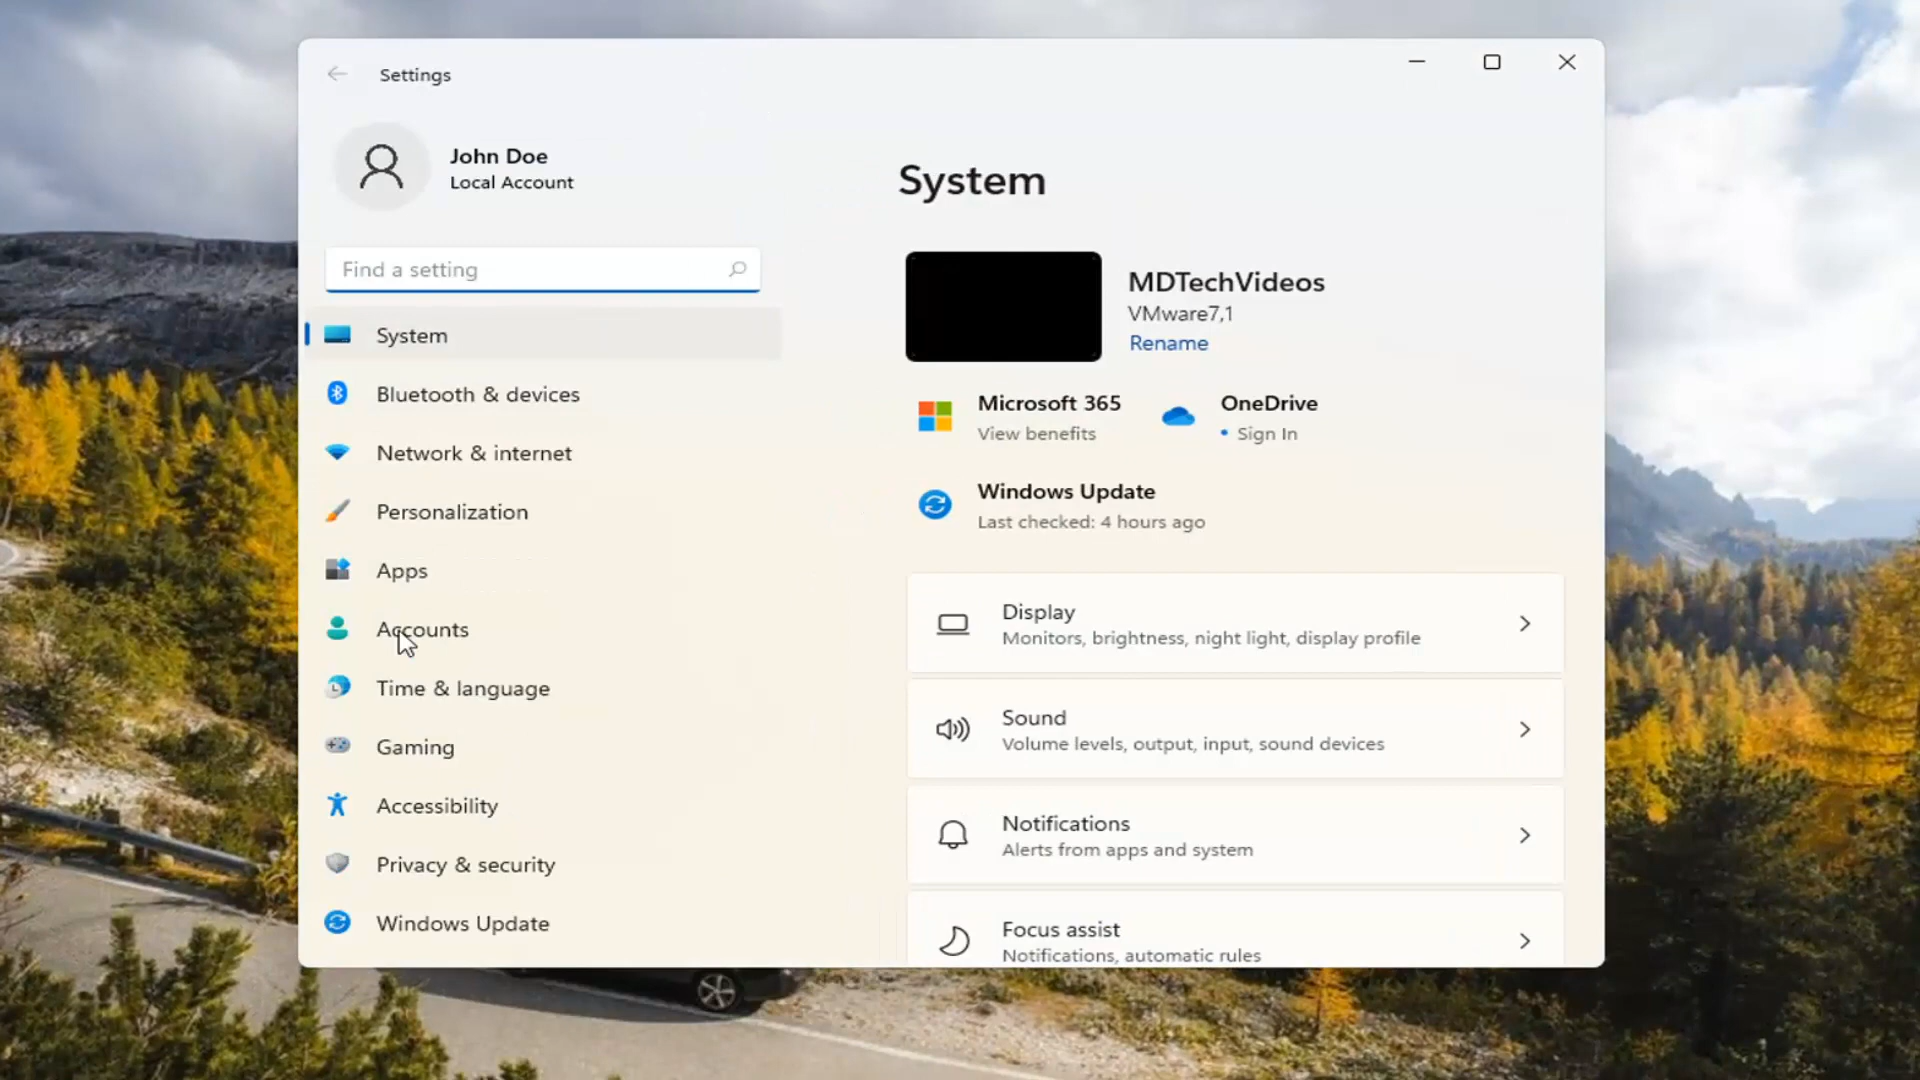 Settings
John Doe
Local Account
Find a setting
System
Bluetooth & devices
Network & internet
Personalization
Apps
Accounts
Time & language
Gaming
Accessibility
Privacy & security
Windows Update
System
MDTechVideos
VMware7,1
Rename
Microsoft 365
View benefits
OneDrive
• Sign In
Windows Update
Last checked: 4 hours ago
Display
Monitors, brightness, night light, display profile
Sound
Volume levels, output, input, sound devices
Notifications
Alerts from apps and system
Focus assist
Notifications, automatic rules